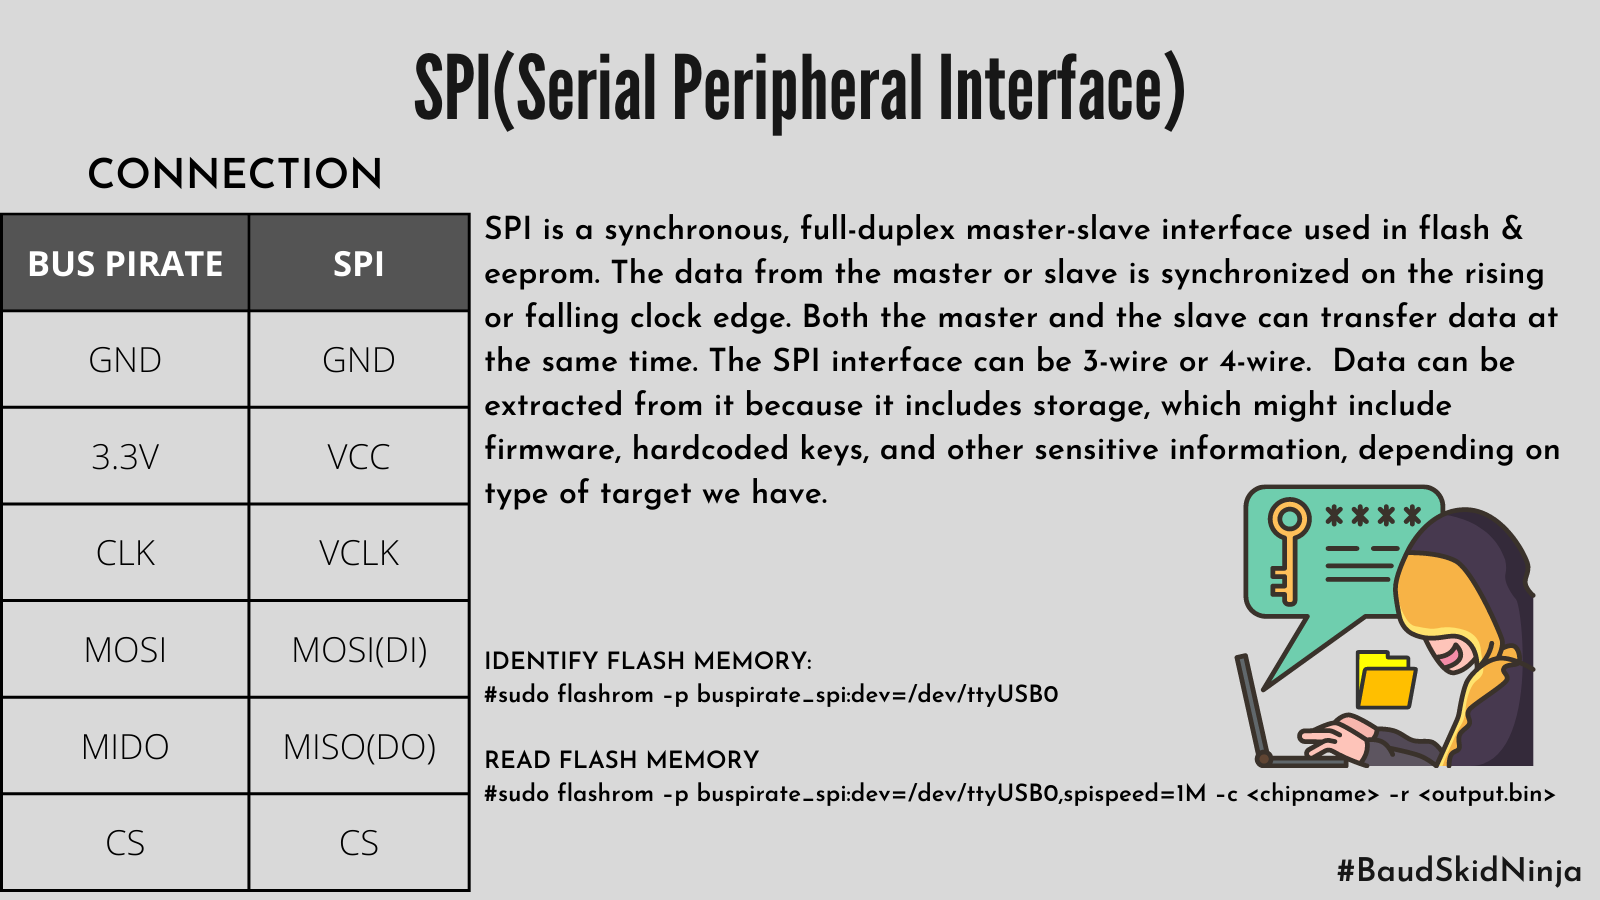 SPI(Serial Peripheral Interface)
CONNECTION
BUS PIRATE SPI
GND GND
3.3V VCC
CLK VCLK
MOSI MOSI(DI)
MIDO MISO(DO)
CS CS
SPI is a synchronous, full-duplex master-slave interface used in flash &
eeprom. The data from the master or slave is synchronized on the rising
or falling clock edge. Both the master and the slave can transfer data at
the same time. The SPI interface can be 3-wire or 4-wire.  Data can be
extracted from it because it includes storage, which might include
firmware, hardcoded keys, and other sensitive information, depending on
type of target we have.
****
IDENTIFY FLASH MEMORY:
#sudo flashrom –p buspirate_spi:dev=/dev/ttyUSB0
READ FLASH MEMORY
#sudo flashrom –p buspirate_spi:dev=/dev/ttyUSB0,spispeed=1M –c <chipname> –r <output.bin>
#BaudSkidNinja